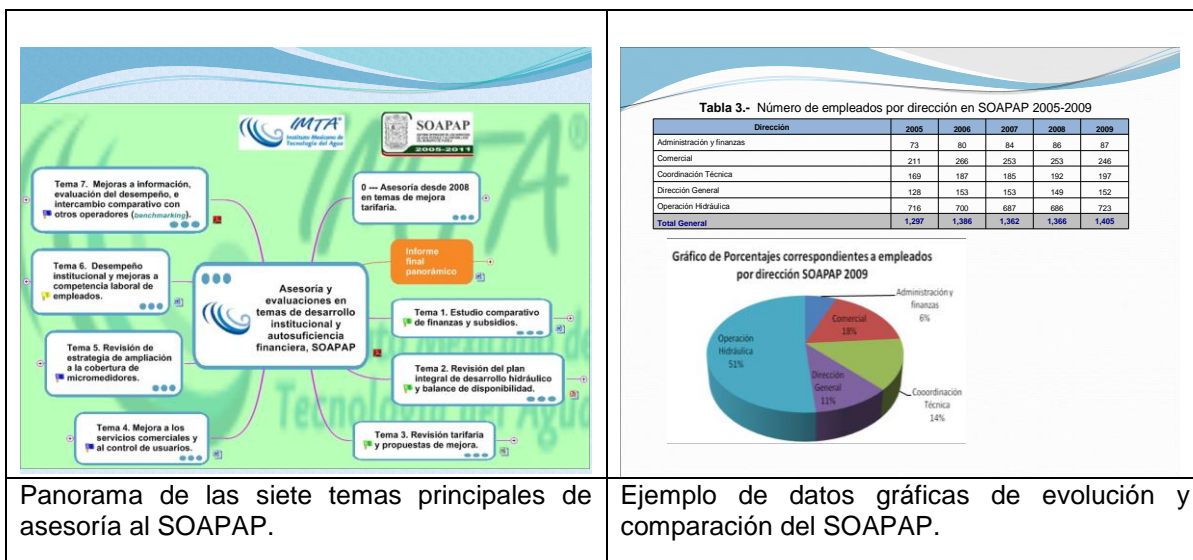 IMTA
Instituto Mexicano de
Tecnología del Agua
SOAPAP
2005-2011
Tema 7. Mejoras a información,
evaluación del desempeño, e
intercambio comparativo con
otros operadores (benchmarking).
0 --- Asesoría desde 2008
en temas de mejora
tarifaria.
Informe
final
panorámico
Tema 6. Desempeño
institucional y mejoras a
competencia laboral de
empleados.
Asesoría y
evaluaciones en
temas de desarrollo
institucional y
autosuficiencia
financiera, SOAPAP
Tema 1. Estudio comparativo
de finanzas y subsidios.
Tema 5. Revisión de
estrategia de ampliación
a la cobertura de
micromedidores.
Tema 2. Revisión del plan
integral de desarrollo hidráulico
y balance de disponibilidad.
Tema 4. Mejora a los
servicios comerciales y
al control de usuarios.
Tema 3. Revisión tarifaria
y propuestas de mejora.
Panorama de las siete temas principales de
asesoría al SOAPAP.
Tabla 3.- Número de empleados por dirección en SOAPAP 2005-2009
Dirección 2005 2006 2007 2008 2009
Administración y finanzas 73 80 84 86 87
Comercial 211 266 253 253 246
Coordinación Técnica 169 187 185 192 197
Dirección General 128 153 153 149 152
Operación Hidráulica 716 700 687 686 723
Total General 1,297 1,386 1,362 1,366 1,405
Gráfico de Porcentajes correspondientes a empleados
por dirección SOAPAP 2009
Administración y
finanzas
6%
Comercial
18%
Operación
Hidráulica
51%
Dirección
General
11%
Cooordinación
Técnica
14%
Ejemplo de datos gráficas de evolución y
comparación del SOAPAP.